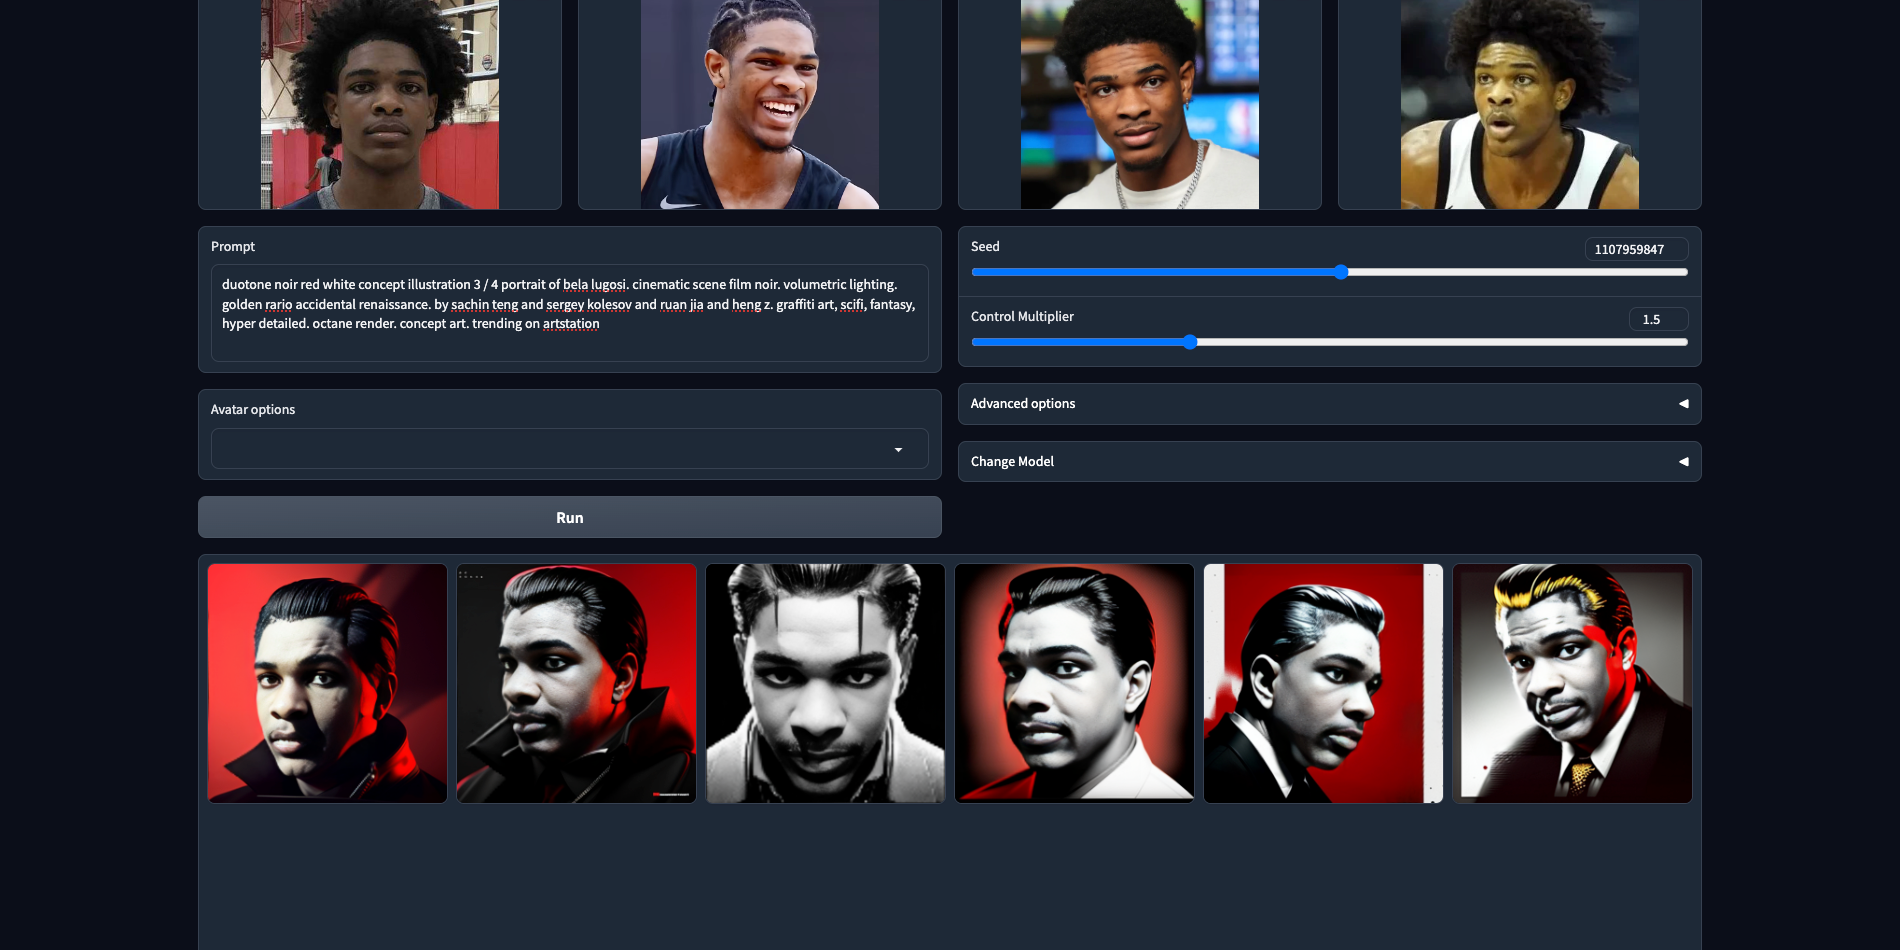 Prompt
duotone noir red white concept illustration 3 / 4 portrait of bela lugosi. cinematic scene film noir. volumetric lighting.
golden rario accidental renaissance. by sachin teng and sergey kolesov and ruan jia and heng z. graffiti art, scifi, fantasy,
hyper detailed. octane render. concept art. trending on artstation
Seed
1107959847
Control Multiplier
1.5
Avatar options
Advanced options
Change Model
Run